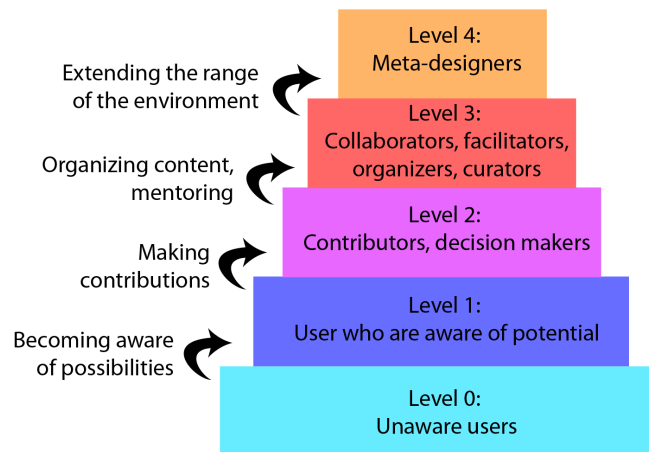 Level 4:
Meta-designers
Extending the range
of the environment
Level 3:
Collaborators, facilitators,
organizers, curators
Organizing content,
mentoring
Level 2:
Contributors, decision makers
Making
contributions
Level 1:
User who are aware of potential
Becoming aware
of possibilities
Level 0:
Unaware users